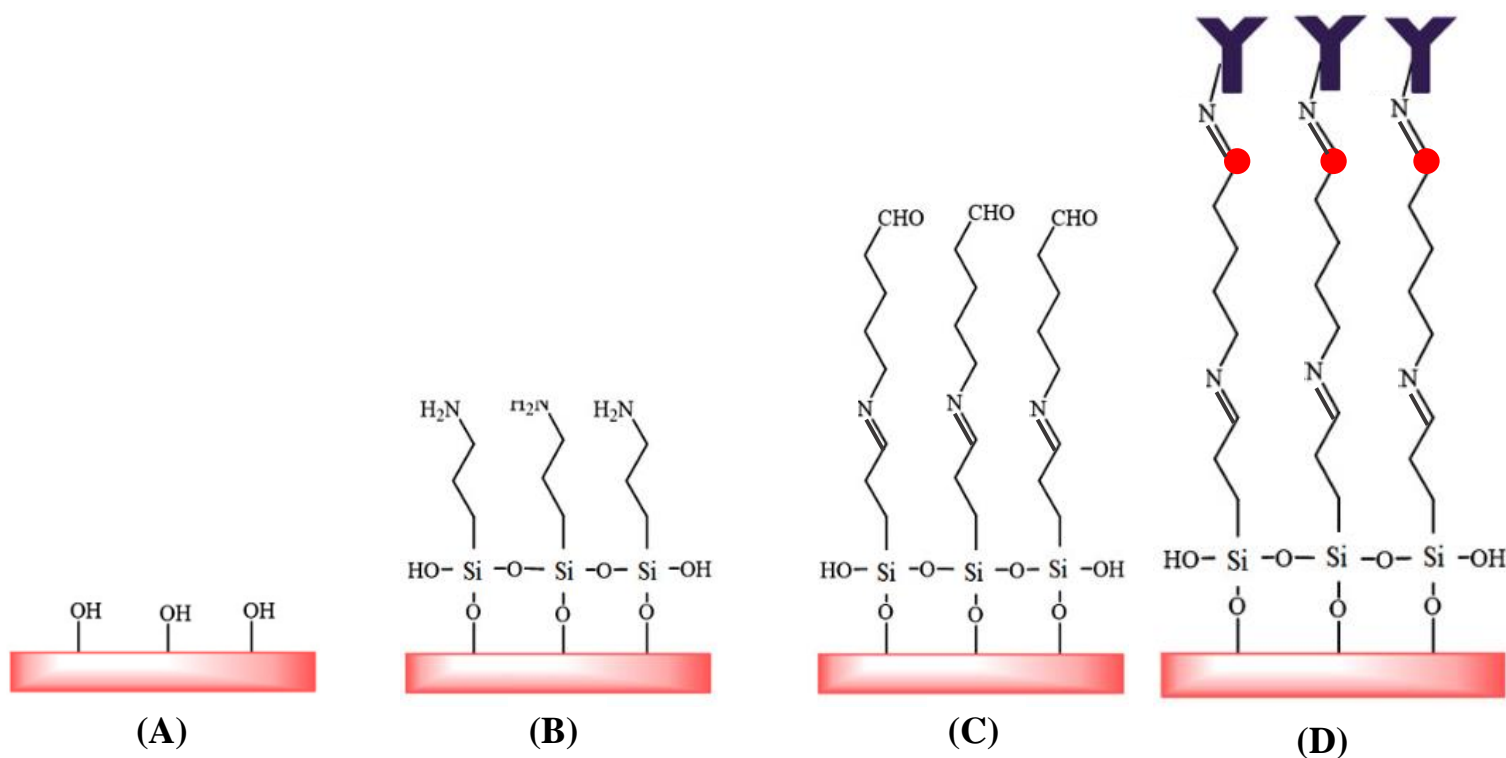 OH OH OH
(A)
H₂N H₂N H₂N
HO-Si-O-Si-O-Si-OH
O O O
(B)
CHO CHO CHO
N N N
HO-Si-O-Si-O-Si-OH
O O O
(C)
N N N
N N N
HO-Si-O-Si-O-Si-OH
O O O
(D)